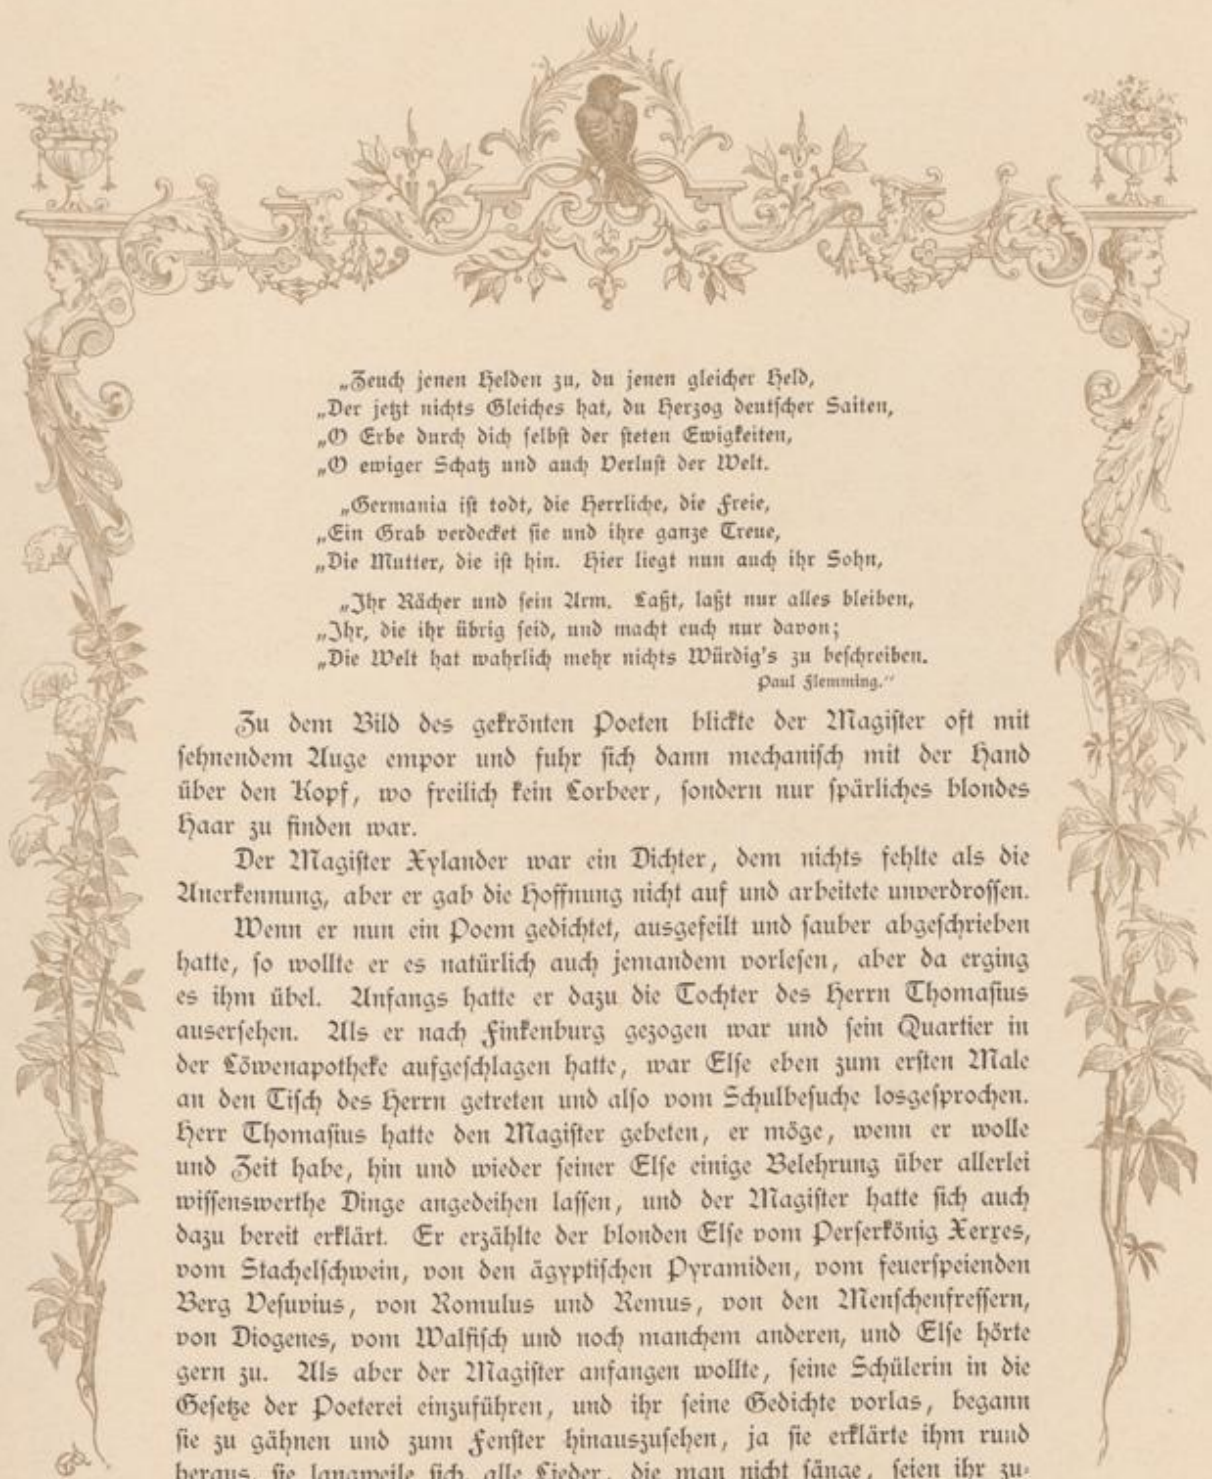 „Zeuch jenen Helden zu, du jenen gleicher Held,
„Der jetzt nichts Gleiches hat, du Herzog deutscher Saiten,
„O Erbe durch dich selbst der steten Ewigkeiten,
„O ewiger Schatz und auch Verlust der Welt.
„Germania ist todt, die Herrliche, die Freie,
„Ein Grab verdecket sie und ihre ganze Treue,
„Die Mutter, die ist hin. Hier liegt nun auch ihr Sohn,
„Ihr Rächer und sein Arm. Laßt, laßt nur alles bleiben,
„Ihr, die ihr übrig seid, und macht euch nur davon;
„Die Welt hat wahrlich mehr nichts Würdig's zu beschreiben.
Paul Flemming.“
Zu dem Bild des gekrönten Poeten blickte der Magister oft mit
sehnendem Auge empor und fuhr sich dann mechanisch mit der Hand
über den Kopf, wo freilich kein Lorbeer, sondern nur spärliches blondes
Haar zu finden war.
Der Magister Xylander war ein Dichter, dem nichts fehlte als die
Anerkennung, aber er gab die Hoffnung nicht auf und arbeitete unverdrossen.
Wenn er nun ein Poem gedichtet, ausgefeilt und sauber abgeschrieben
hatte, so wollte er es natürlich auch jemandem vorlesen, aber da erging
es ihm übel. Anfangs hatte er dazu die Tochter des Herrn Thomasius
ausersehen. Als er nach Finkenburg gezogen war und sein Quartier in
der Löwenapotheke aufgeschlagen hatte, war Else eben zum ersten Male
an den Tisch des Herrn getreten und also vom Schulbesuche losgesprochen.
Herr Thomasius hatte den Magister gebeten, er möge, wenn er wolle
und Zeit habe, hin und wieder seiner Else einige Belehrung über allerlei
wissenswerthe Dinge angedeihen lassen, und der Magister hatte sich auch
dazu bereit erklärt. Er erzählte der blonden Else vom Perserkönig Xerxes,
vom Stachelschwein, von den ägyptischen Pyramiden, vom feuerspeienden
Berg Vesuvius, von Romulus und Remus, von den Menschenfressern,
von Diogenes, vom Walfisch und noch manchem anderen, und Else hörte
gern zu. Als aber der Magister anfangen wollte, seine Schülerin in die
Gesetze der Poeterei einzuführen, und ihr seine Gedichte vorlas, begann
sie zu gähnen und zum Fenster hinauszusehen, ja sie erklärte ihm rund
heraus, sie langweile sich, alle Lieder, die man nicht sänge, seien ihr zu-